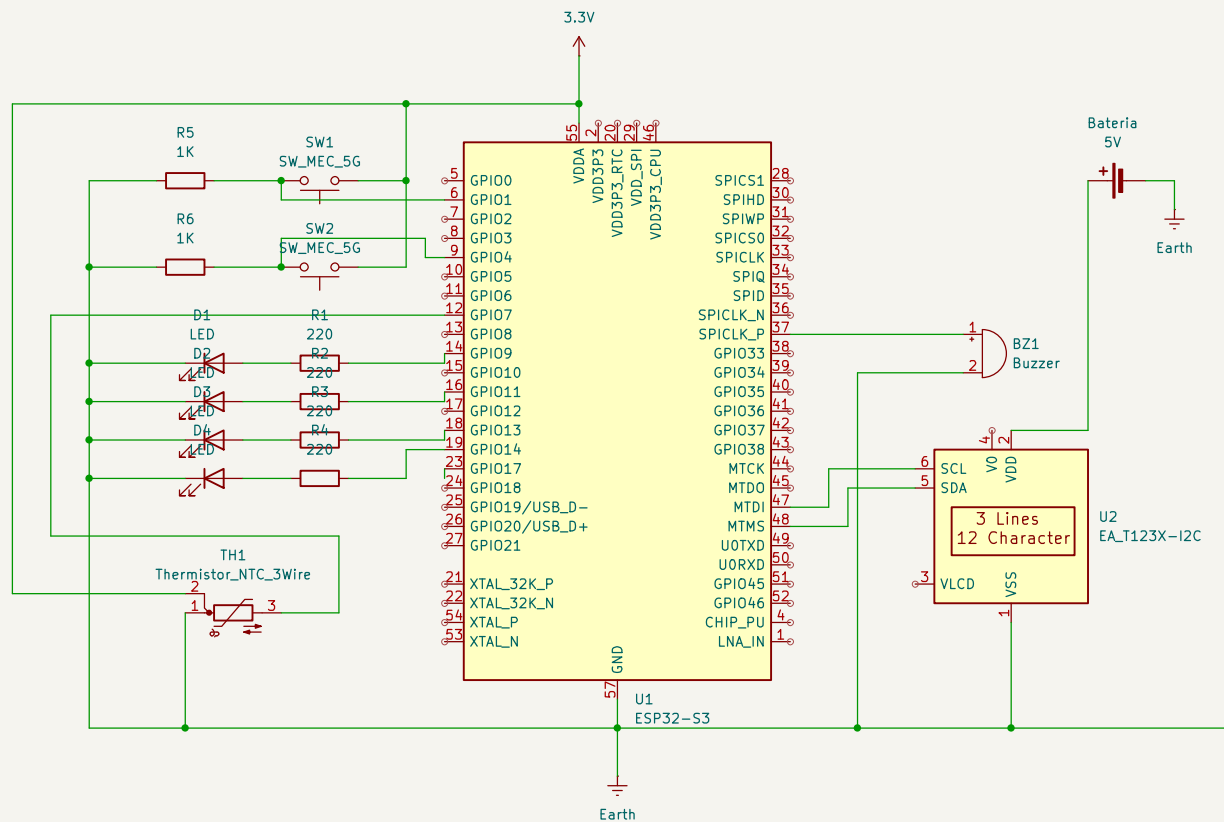 3.3V
R5
1K
SW1
SW_MEC_5G
R6
1K
SW2
SW_MEC_5G
D1
LED
R1
220
D2
LED
R2
220
D3
LED
R3
220
D4
LED
R4
220
TH1
Thermistor_NTC_3Wire
2
1
3
a
55
2
20
29
46
VDDA
VDD3P3
VDD3P3_RTC
VDD_SPI
VDD3P3_CPU
5 GPIO0
6 GPIO1
7 GPIO2
8 GPIO3
9 GPIO4
10 GPIO5
11 GPIO6
12 GPIO7
13 GPIO8
14 GPIO9
15 GPIO10
16 GPIO11
17 GPIO12
18 GPIO13
19 GPIO14
23 GPIO17
24 GPIO18
25 GPIO19/USB_D-
26 GPIO20/USB_D+
27 GPIO21
21 XTAL_32K_P
22 XTAL_32K_N
54 XTAL_P
53 XTAL_N
SPICS1 28
SPIHD 30
SPIWP 31
SPICS0 32
SPICLK 33
SPIQ 34
SPID 35
SPICLK_N 36
SPICLK_P 37
GPIO33 38
GPIO34 39
GPIO35 40
GPIO36 41
GPIO37 42
GPIO38 43
MTCK 44
MTDO 45
MTDI 47
MTMS 48
U0TXD 49
U0RXD 50
GPIO45 51
GPIO46 52
CHIP_PU 4
LNA_IN 1
GND
57
U1
ESP32-S3
Earth
Bateria
5V
+
Earth
1
+
2
BZ1
Buzzer
4
2
V0
VDD
6 SCL
5 SDA
3 Lines
12 Character
3 VLCD
VSS
1
U2
EA_T123X-I2C